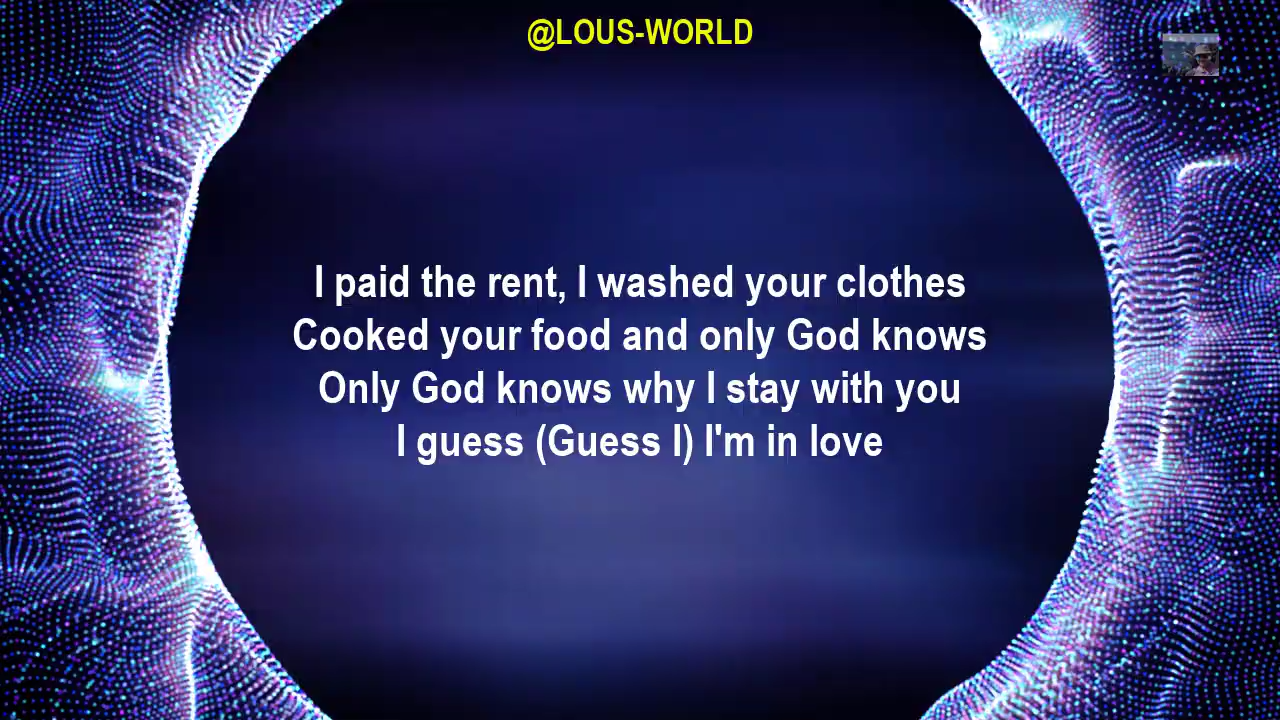 @LOUS-WORLD
I paid the rent, I washed your clothes
Cooked your food and only God knows
Only God knows why I stay with you
I guess (Guess I) I'm in love